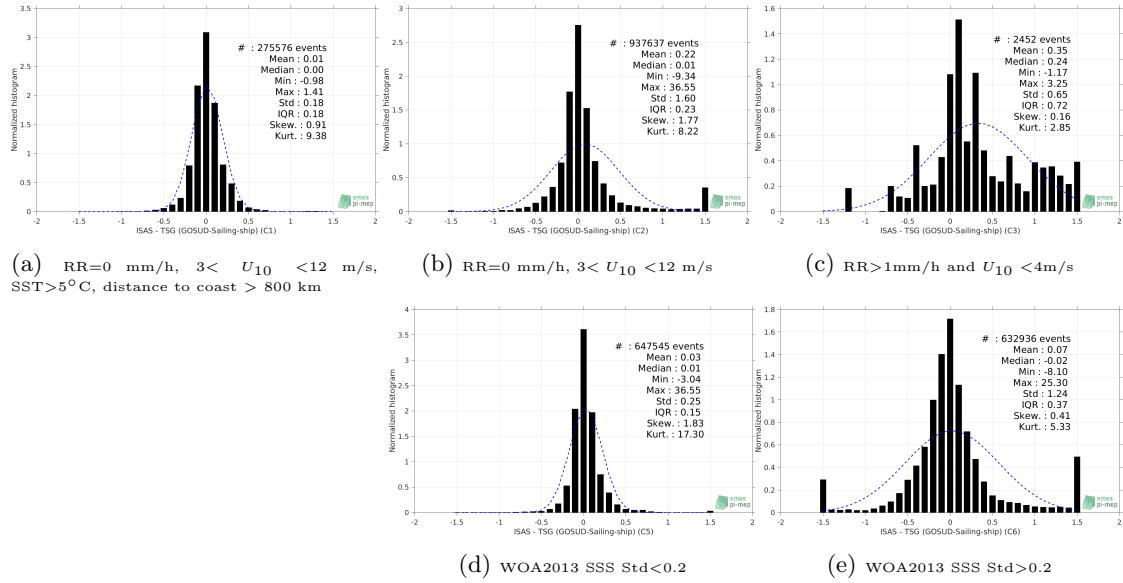 Normalized histogram
3.5
3
2.5
2
1.5
1
0.5
0
-2 -1.5 -1 -0.5 0 0.5 1 1.5 2
# : 275576 events
Mean : 0.01
Median : 0.00
Min : -0.98
Max : 1.41
Std : 0.18
IQR : 0.18
Skew. : 0.91
Kurt. : 9.38
smos
pi-mep
ISAS - TSG (GOSUD-Sailing-ship) (C1)
(a) RR=0 mm/h, 3< U10 <12 m/s,
SST>5°C, distance to coast > 800 km
Normalized histogram
3
2.5
2
1.5
1
0.5
0
-2 -1.5 -1 -0.5 0 0.5 1 1.5 2
# : 937637 events
Mean : 0.22
Median : 0.01
Min : -9.34
Max : 36.55
Std : 1.60
IQR : 0.23
Skew. : 1.77
Kurt. : 8.22
smos
pi-mep
ISAS - TSG (GOSUD-Sailing-ship) (C2)
(b) RR=0 mm/h, 3< U10 <12 m/s
Normalized histogram
1.6
1.4
1.2
1
0.8
0.6
0.4
0.2
0
-2 -1.5 -1 -0.5 0 0.5 1 1.5 2
# : 2452 events
Mean : 0.35
Median : 0.24
Min : -1.17
Max : 3.25
Std : 0.65
IQR : 0.72
Skew. : 0.16
Kurt. : 2.85
smos
pi-mep
ISAS - TSG (GOSUD-Sailing-ship) (C3)
(c) RR>1mm/h and U10 <4m/s
Normalized histogram
4
3.5
3
2.5
2
1.5
1
0.5
0
-2 -1.5 -1 -0.5 0 0.5 1 1.5 2
# : 647545 events
Mean : 0.03
Median : 0.01
Min : -3.04
Max : 36.55
Std : 0.25
IQR : 0.15
Skew. : 1.83
Kurt. : 17.30
smos
pi-mep
ISAS - TSG (GOSUD-Sailing-ship) (C5)
(d) WOA2013 SSS Std<0.2
Normalized histogram
1.8
1.6
1.4
1.2
1
0.8
0.6
0.4
0.2
0
-2 -1.5 -1 -0.5 0 0.5 1 1.5 2
# : 632936 events
Mean : 0.07
Median : -0.02
Min : -8.10
Max : 25.30
Std : 1.24
IQR : 0.37
Skew. : 0.41
Kurt. : 5.33
smos
pi-mep
ISAS - TSG (GOSUD-Sailing-ship) (C6)
(e) WOA2013 SSS Std>0.2